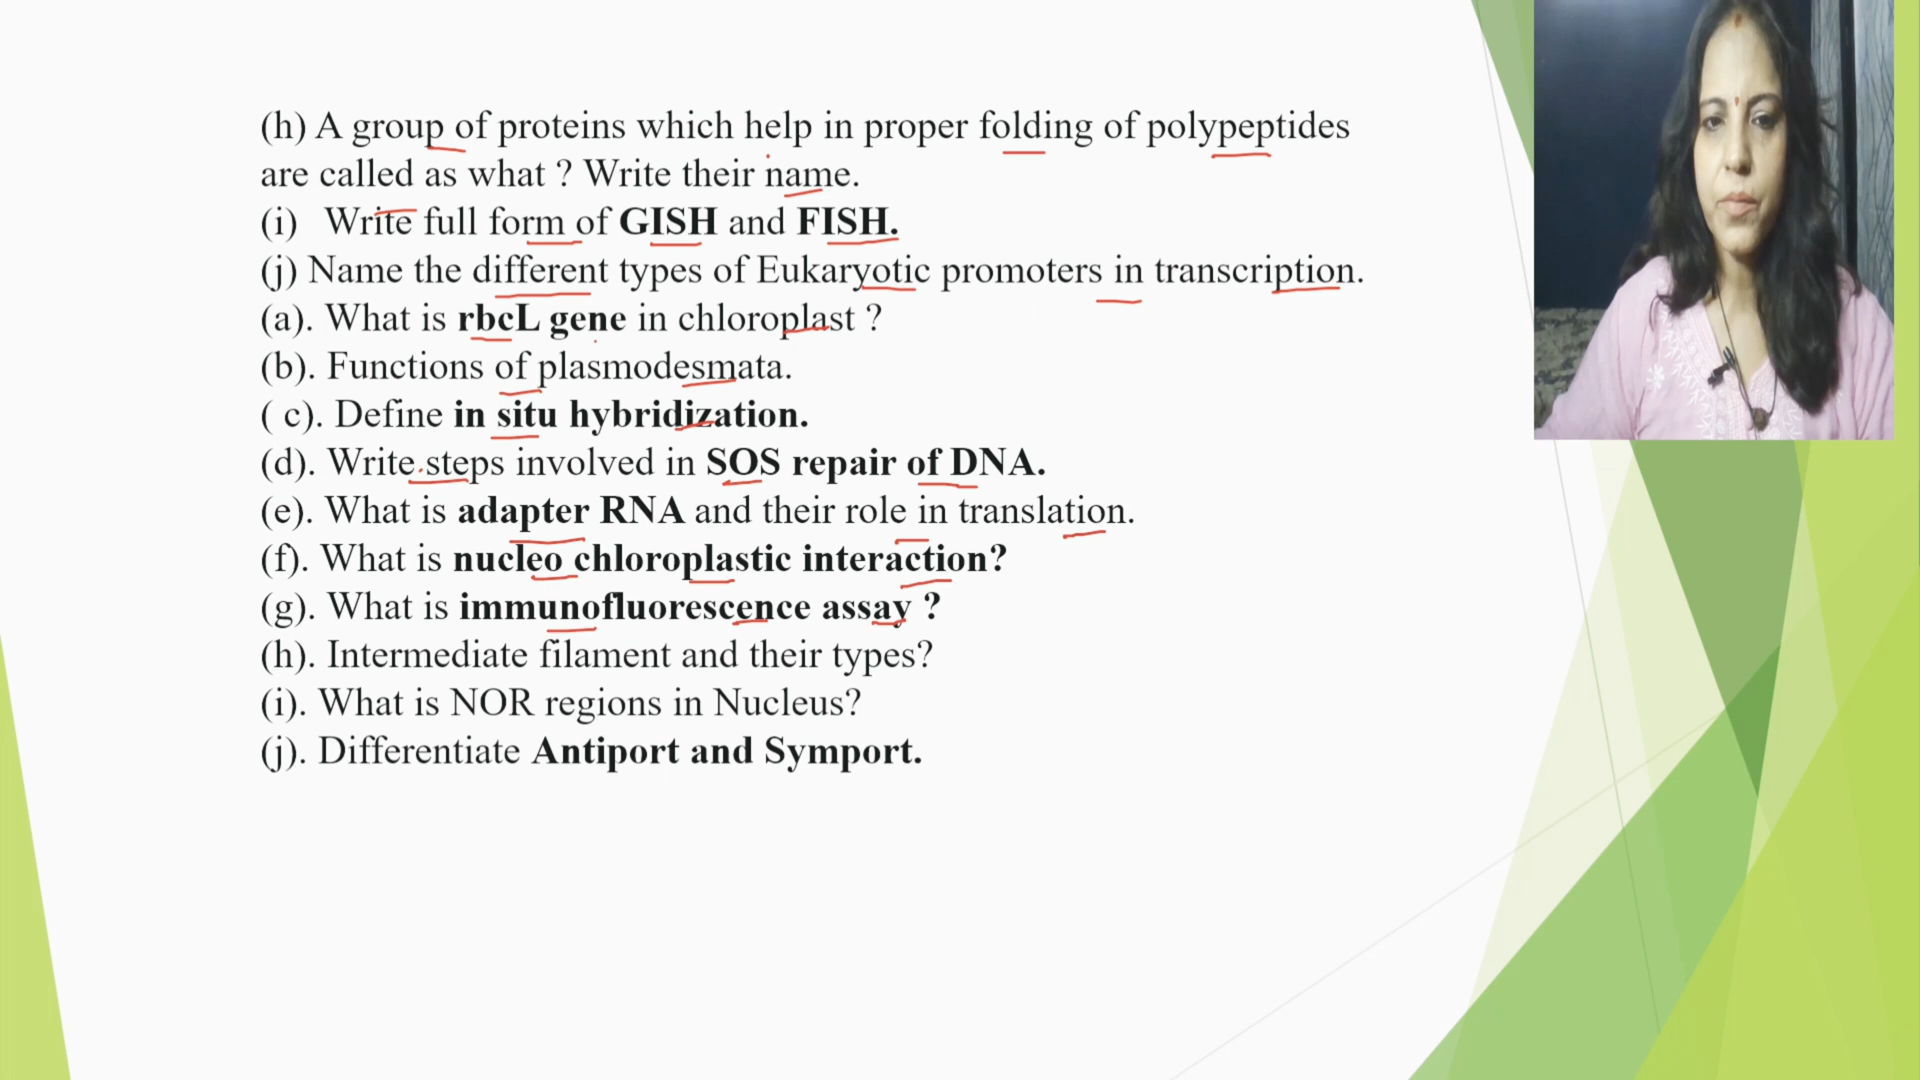 (h) A group of proteins which help in proper folding of polypeptides
are called as what ? Write their name.
(i) Write full form of GISH and FISH.
(j) Name the different types of Eukaryotic promoters in transcription.
(a). What is rbcL gene in chloroplast ?
(b). Functions of plasmodesmata.
( c). Define in situ hybridization.
(d). Write steps involved in SOS repair of DNA.
(e). What is adapter RNA and their role in translation.
(f). What is nucleo chloroplastic interaction?
(g). What is immunofluorescence assay ?
(h). Intermediate filament and their types?
(i). What is NOR regions in Nucleus?
(j). Differentiate Antiport and Symport.